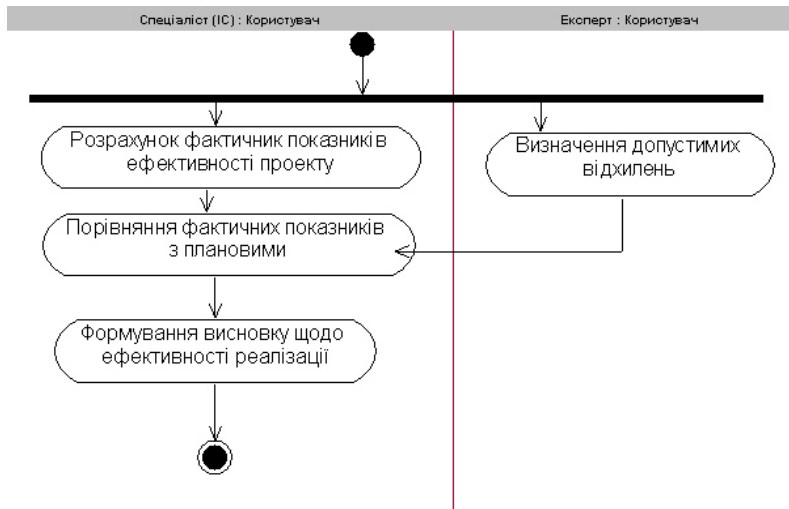 Спеціаліст (ІС) : Користувач
Експерт : Користувач
Розрахунок фактичник показників
ефективності проекту
Визначення допустимих
відхилень
Порівняння фактичних показників
з плановими
Формування висновку щодо
ефективності реалізації